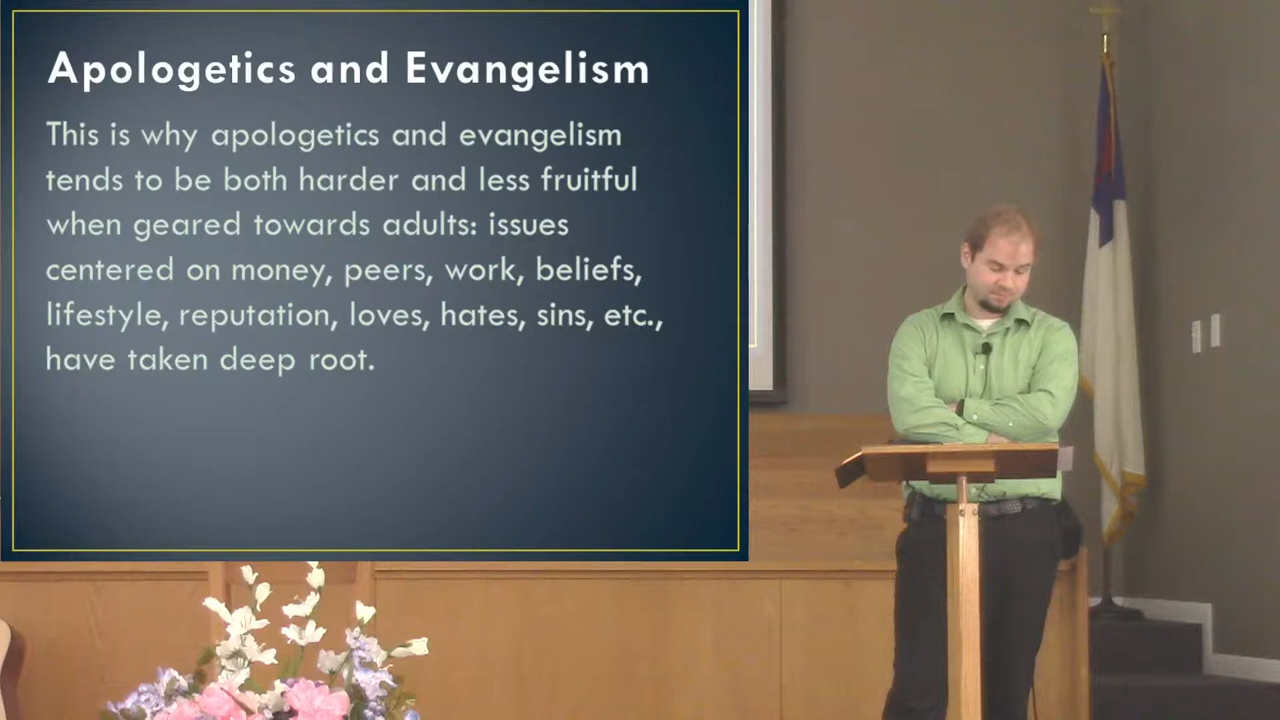 Apologetics and Evangelism
This is why apologetics and evangelism
tends to be both harder and less fruitful
when geared towards adults: issues
centered on money, peers, work, beliefs,
lifestyle, reputation, loves, hates, sins, etc.,
have taken deep root.